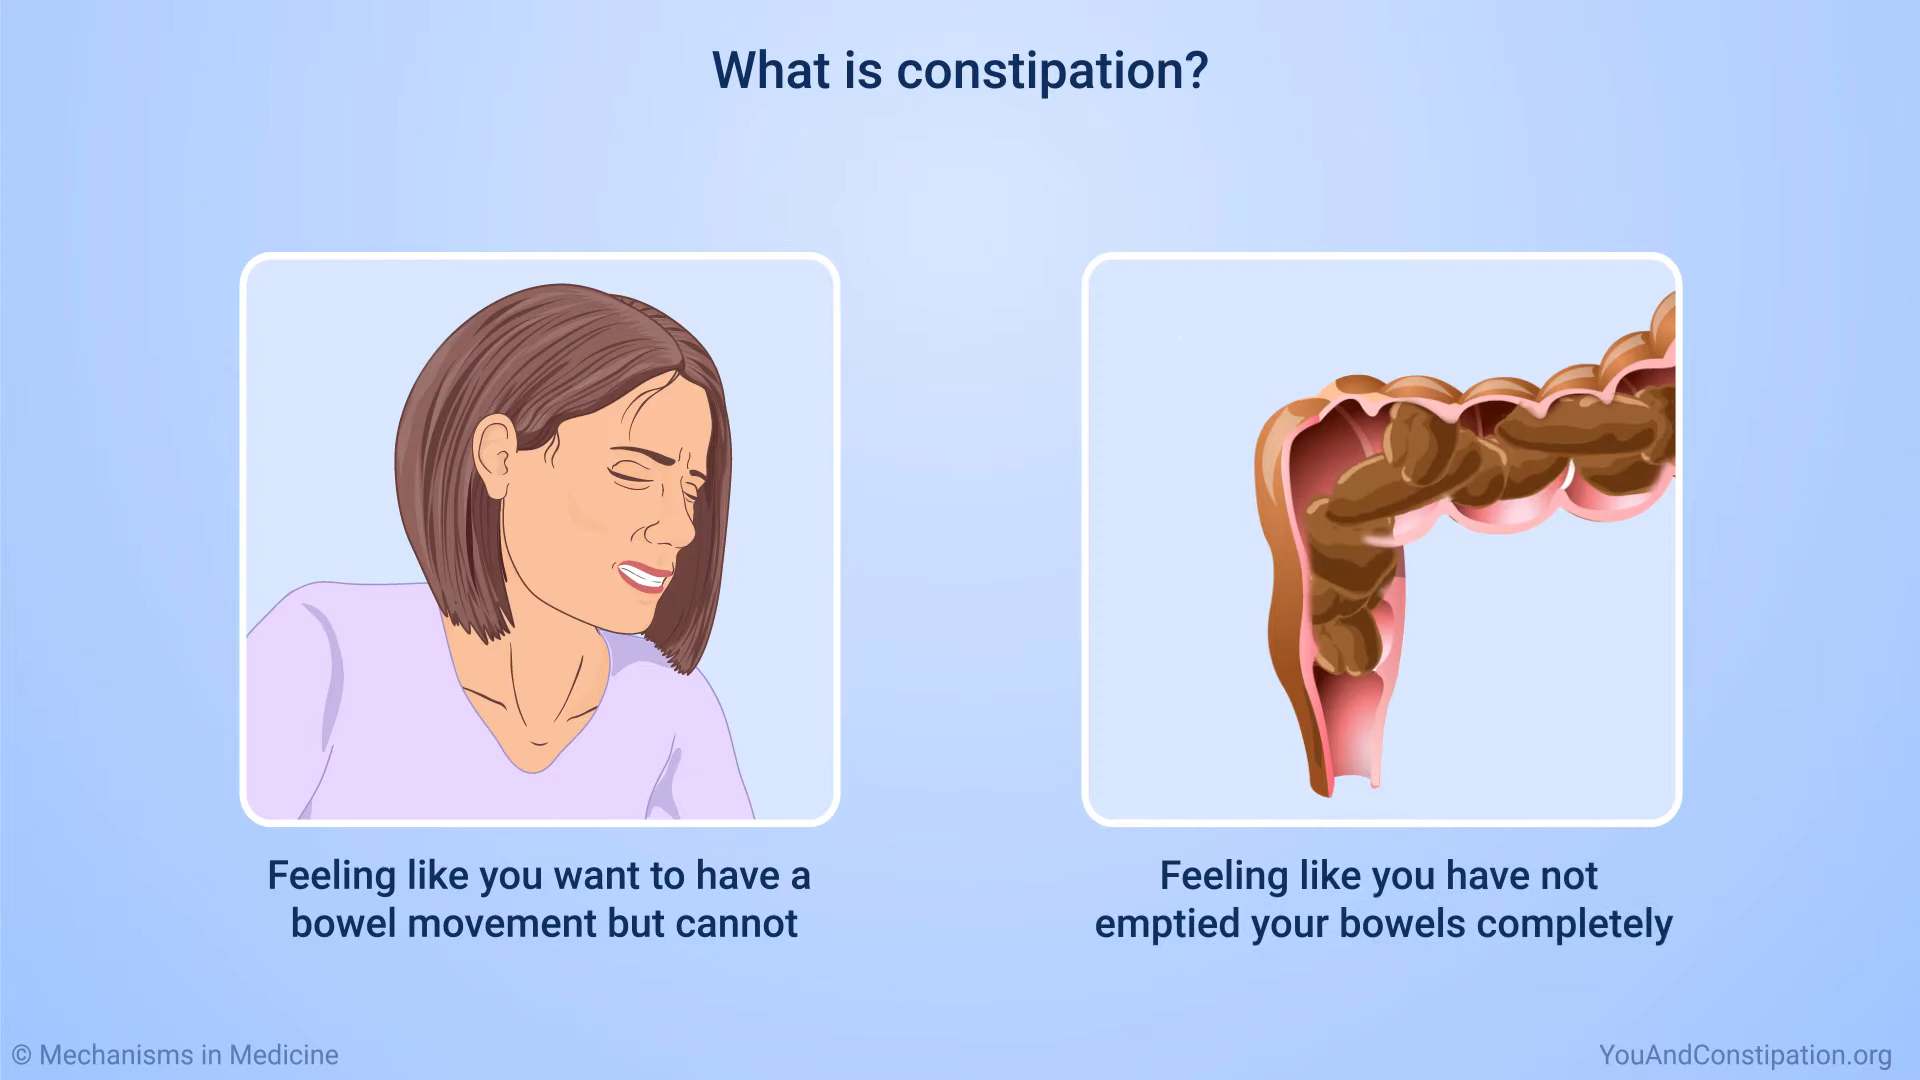 What is constipation?
Feeling like you want to have a
bowel movement but cannot
Feeling like you have not
emptied your bowels completely
© Mechanisms in Medicine
YouAndConstipation.org